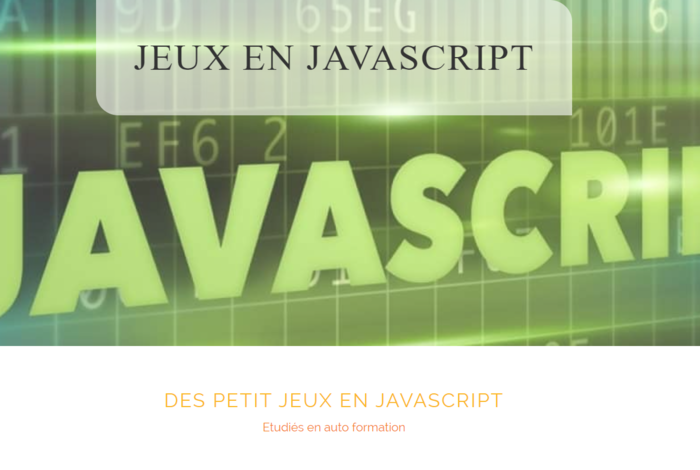 A 9D 65EG 6
JEUX EN JAVASCRIPT
1 EF6 2 101E
JAVASCRI
DES PETIT JEUX EN JAVASCRIPT
Etudiés en auto formation